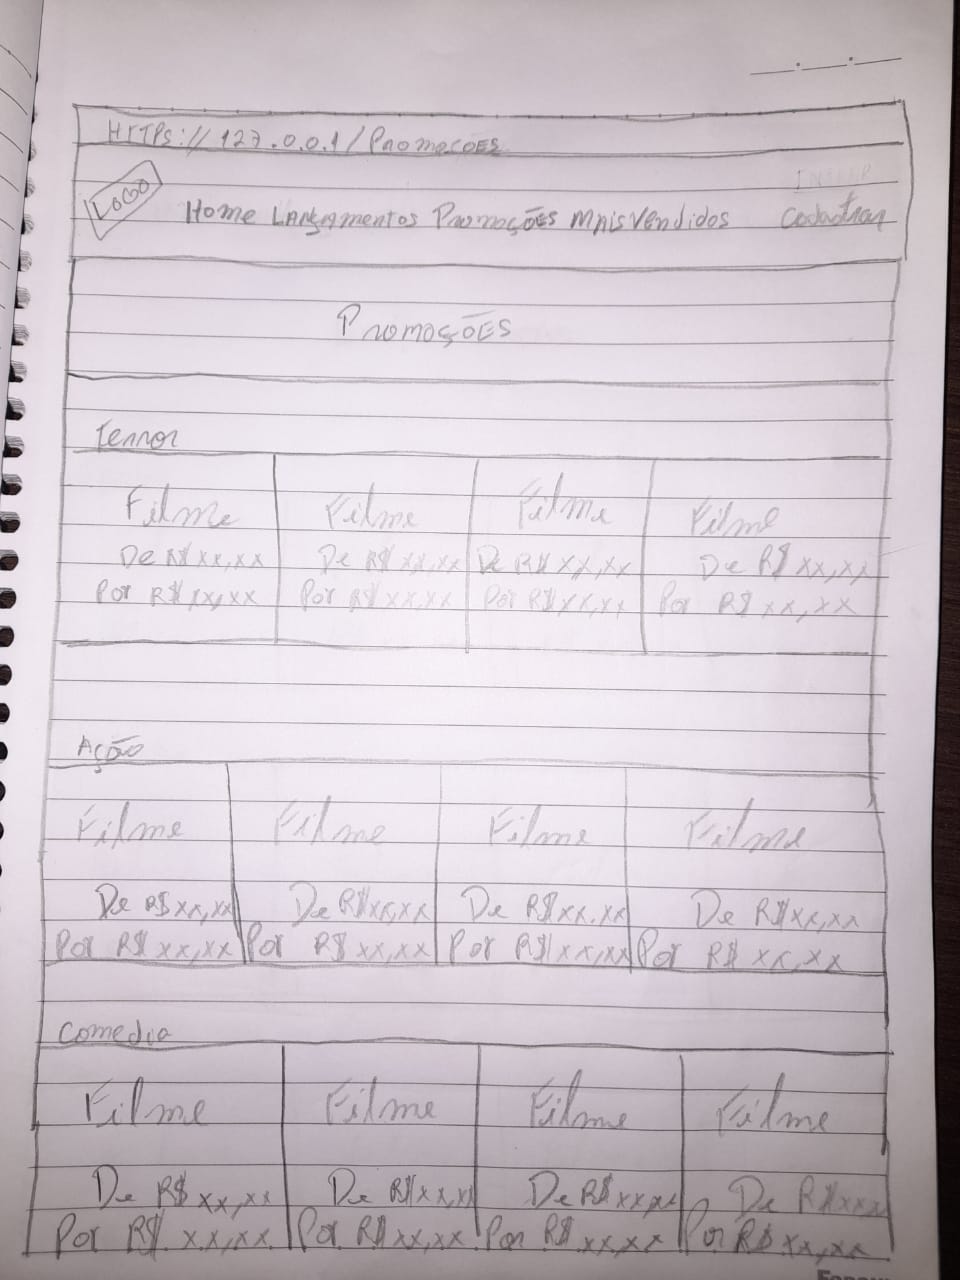 HTTPS://127.0.0.1/PROMOCOES
LOGO
Home Lançamentos Promoções Mais Vendidos Cadastrar
Promoções
Terror
Filme Filme Filme Filme
De R$ xx,xx De R$ xx,xx De R$ xx,xx De R$ xx,xx
Por R$ xx,xx Por R$ xx,xx Por R$ xx,xx Por R$ xx,xx
Ação
Filme Filme Filme Filme
De R$ xx,xx De R$ xx,xx De R$ xx,xx De R$ xx,xx
Por R$ xx,xx Por R$ xx,xx Por R$ xx,xx Por R$ xx,xx
Comedia
Filme Filme Filme Filme
De R$ xx,xx De R$ xx,xx De R$ xx,xx De R$ xxx
Por R$ xx,xx Por R$ xx,xx Por R$ xx,xx Por R$ xx,xx